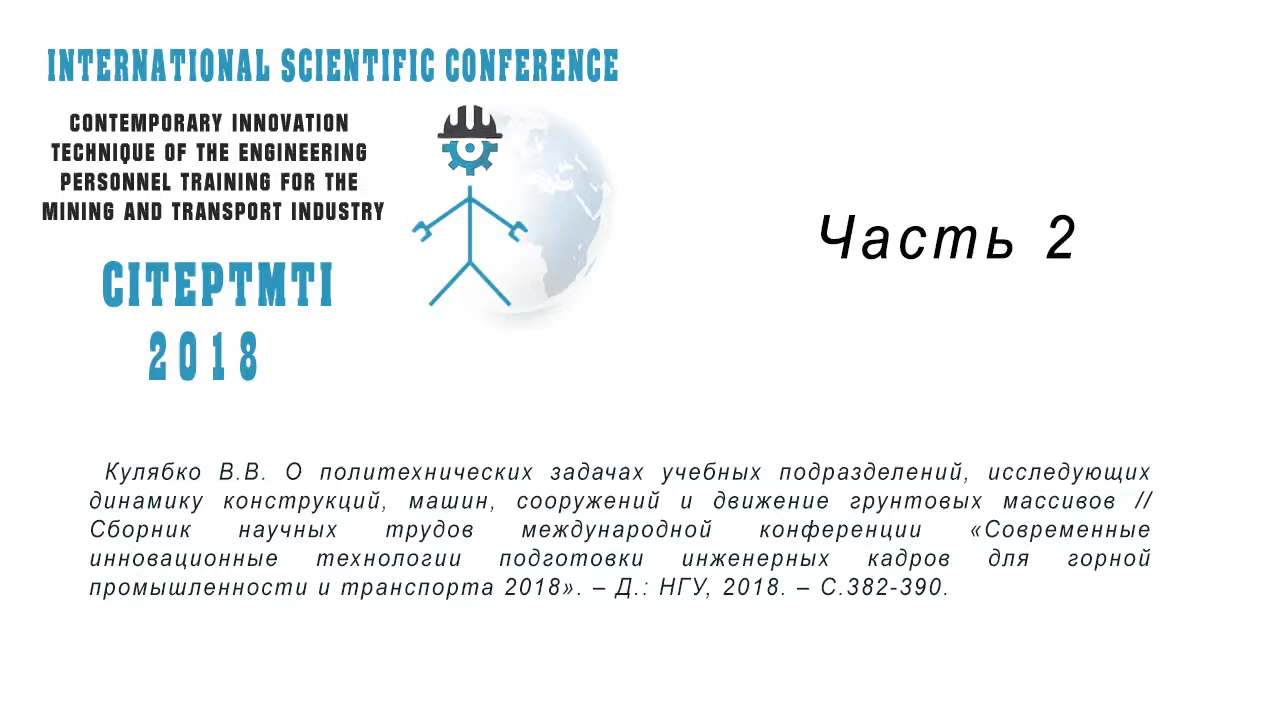 INTERNATIONAL SCIENTIFIC CONFERENCE
CONTEMPORARY INNOVATION
TECHNIQUE OF THE ENGINEERING
PERSONNEL TRAINING FOR THE
MINING AND TRANSPORT INDUSTRY
CITEPTMTI
2018
Часть 2
Кулябко В.В. О политехнических задачах учебных подразделений, исследующих
динамику конструкций, машин, сооружений и движение грунтовых массивов //
Сборник научных трудов международной конференции «Современные
инновационные технологии подготовки инженерных кадров для горной
промышленности и транспорта 2018». – Д.: НГУ, 2018. – С.382-390.